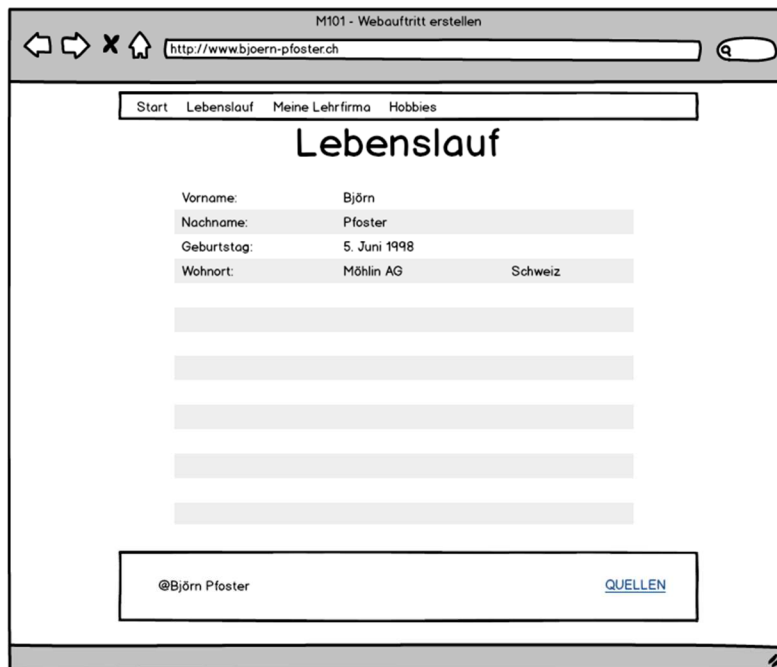 M101 - Webauftritt erstellen
http://www.bjoern-pfoster.ch
Start Lebenslauf Meine Lehrfirma Hobbies
Lebenslauf
Vorname: Björn
Nachname: Pfoster
Geburtstag: 5. Juni 1998
Wohnort: Möhlin AG Schweiz
@Björn Pfoster QUELLEN